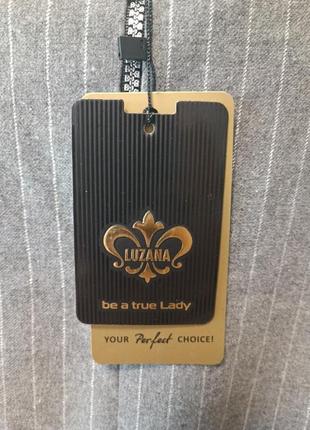 LUZANA
be a true Lady
YOUR Perfect CHOICE!